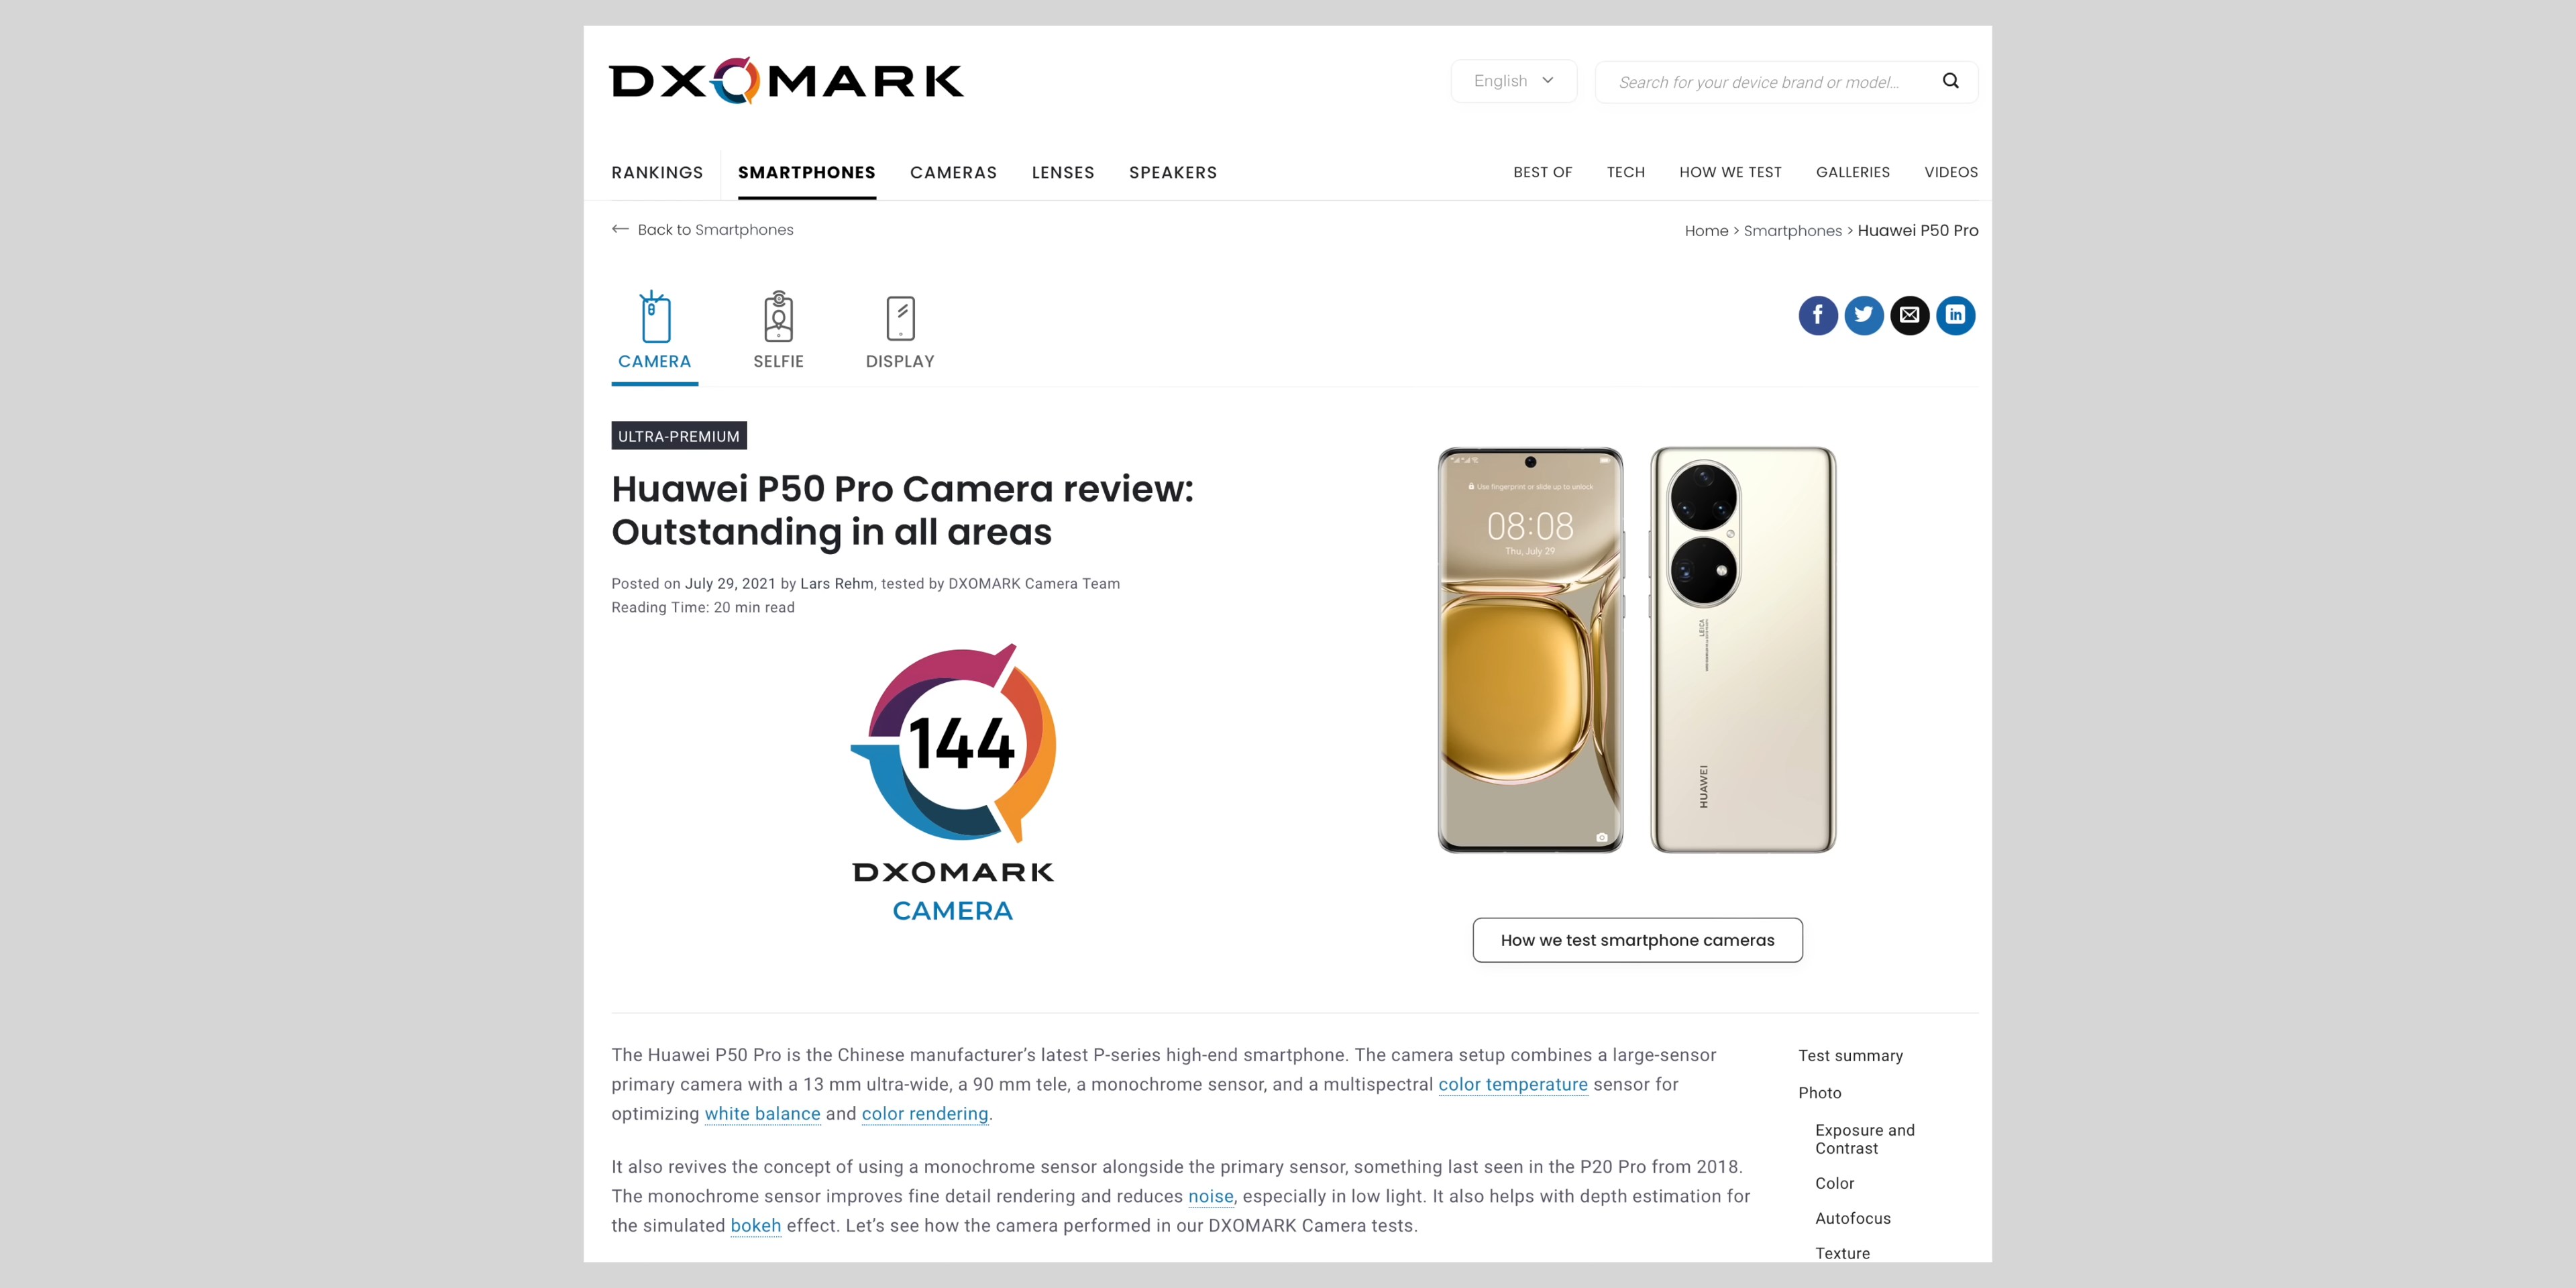 DXOMARK
English
Search for your device brand or model...
RANKINGS SMARTPHONES CAMERAS LENSES SPEAKERS BEST OF TECH HOW WE TEST GALLERIES VIDEOS
Back to Smartphones
Home > Smartphones > Huawei P50 Pro
CAMERA SELFIE DISPLAY
ULTRA-PREMIUM
Huawei P50 Pro Camera review:
Outstanding in all areas
Posted on July 29, 2021 by Lars Rehm, tested by DXOMARK Camera Team
Reading Time: 20 min read
144
DXOMARK
CAMERA
Use fingerprint or slide up to unlock
08:08
Thu, July 29
LEICA
HUAWEI
How we test smartphone cameras
The Huawei P50 Pro is the Chinese manufacturer’s latest P-series high-end smartphone. The camera setup combines a large-sensor
primary camera with a 13 mm ultra-wide, a 90 mm tele, a monochrome sensor, and a multispectral color temperature sensor for
optimizing white balance and color rendering.
It also revives the concept of using a monochrome sensor alongside the primary sensor, something last seen in the P20 Pro from 2018.
The monochrome sensor improves fine detail rendering and reduces noise, especially in low light. It also helps with depth estimation for
the simulated bokeh effect. Let’s see how the camera performed in our DXOMARK Camera tests.
Test summary
Photo
Exposure and
Contrast
Color
Autofocus
Texture